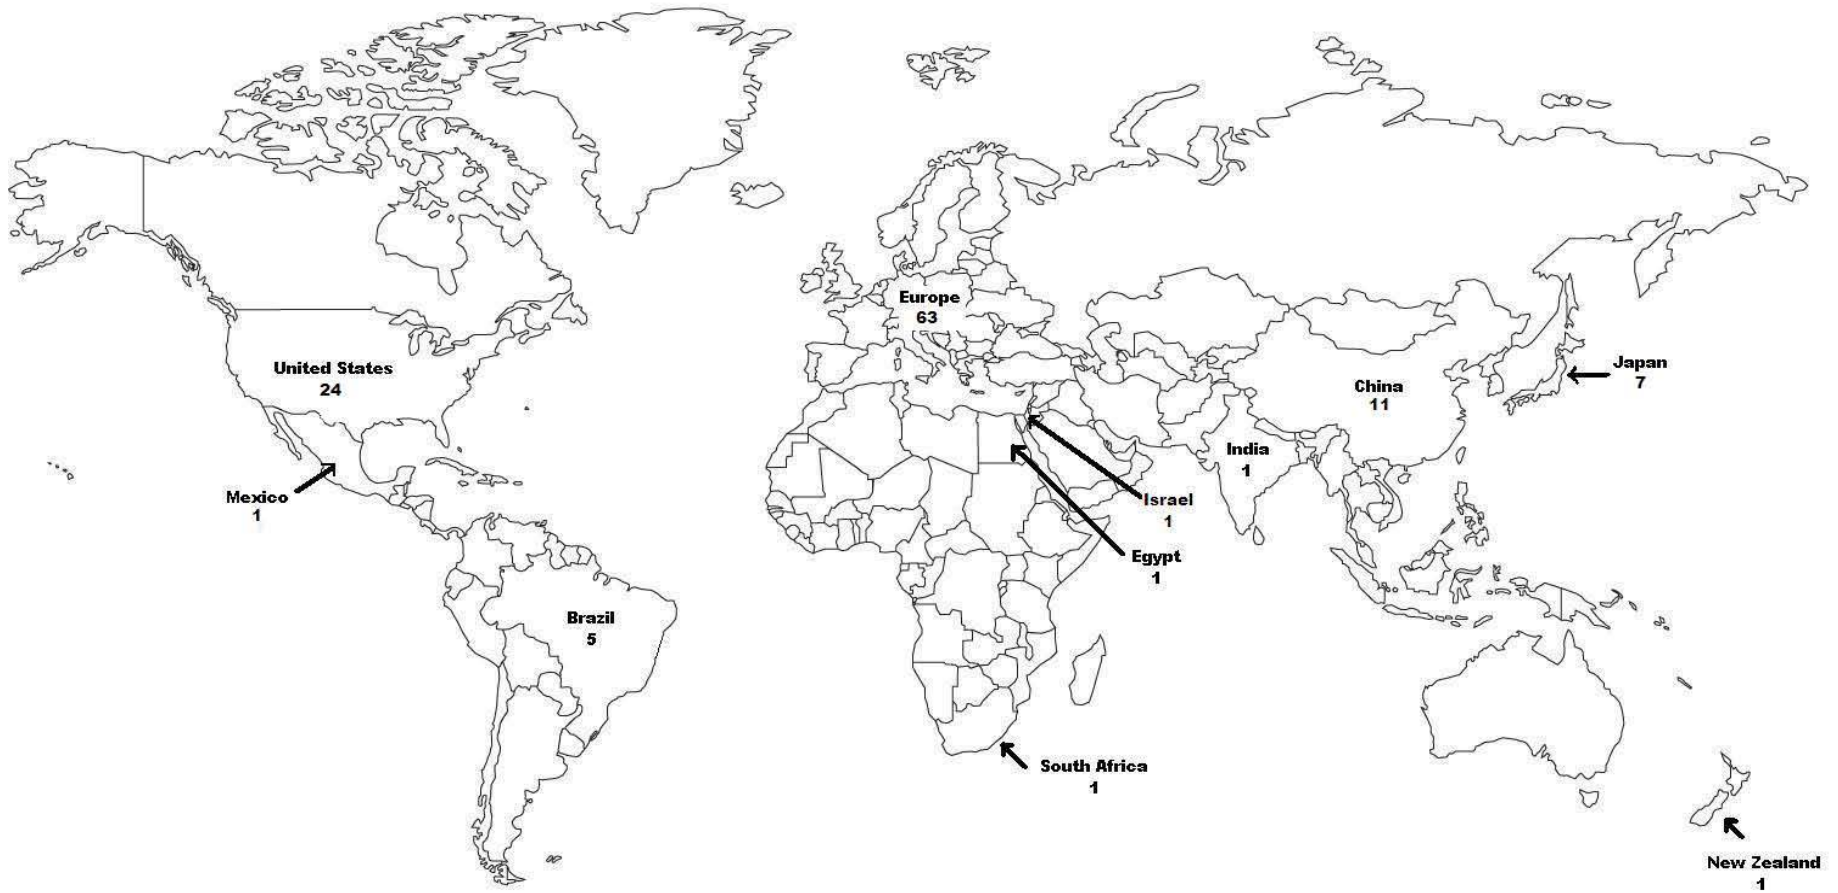 Europe
63
United States
24
Japan
7
China
11
India
1
Mexico
1
Israel
1
Egypt
1
Brazil
5
South Africa
1
New Zealand
1